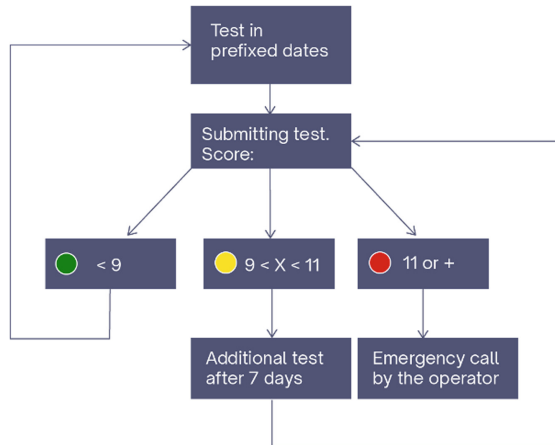 Test in
prefixed dates
Submitting test.
Score:
< 9
9 < X < 11
11 or +
Additional test
after 7 days
Emergency call
by the operator